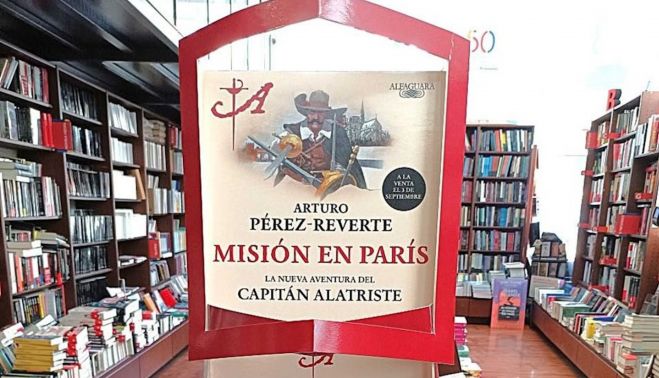 50
ALFAGUARA
A
A LA
VENTA
EL 3 DE
SEPTIEMBRE
ARTURO
PÉREZ-REVERTE
MISIÓN EN PARÍS
LA NUEVA AVENTURA DEL
CAPITÁN ALATRISTE
A